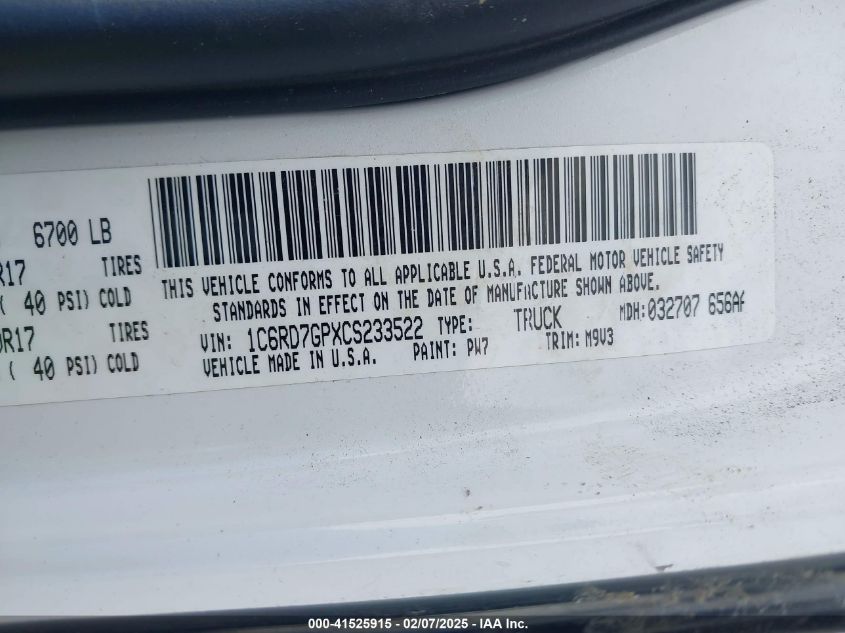 6700 LB
R17 TIRES
( 40 PSI) COLD
0R17 TIRES
( 40 PSI) COLD
THIS VEHICLE CONFORMS TO ALL APPLICABLE U.S.A. FEDERAL MOTOR VEHICLE SAFETY
STANDARDS IN EFFECT ON THE DATE OF MANUFACTURE SHOWN ABOVE.
VIN: 1C6RD7GPXCS233522 TYPE: TRUCK MDH:032707 656AF
VEHICLE MADE IN U.S.A. PAINT: PW7 TRIM: M9V3
000-41525915 - 02/07/2025 - IAA Inc.